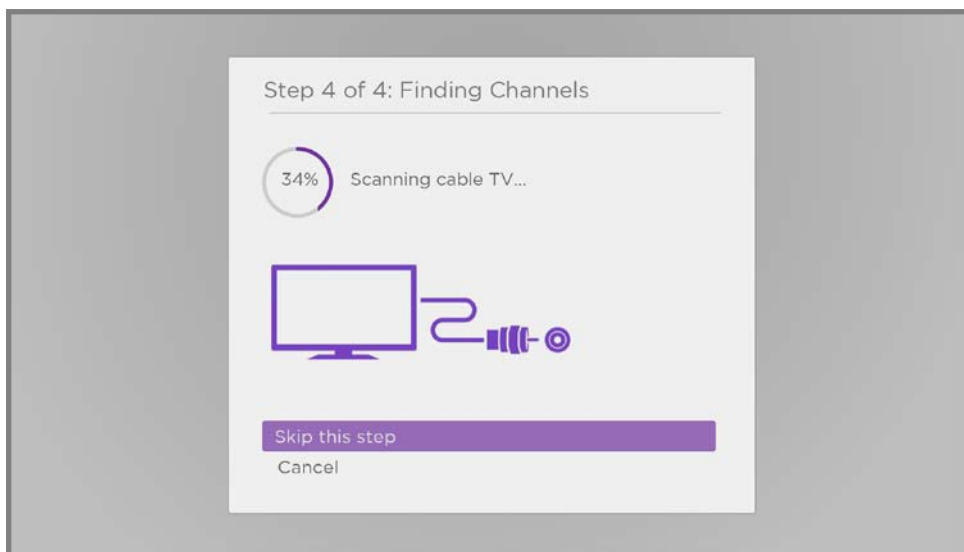 Step 4 of 4: Finding Channels
34%
Scanning cable TV...
Skip this step
Cancel